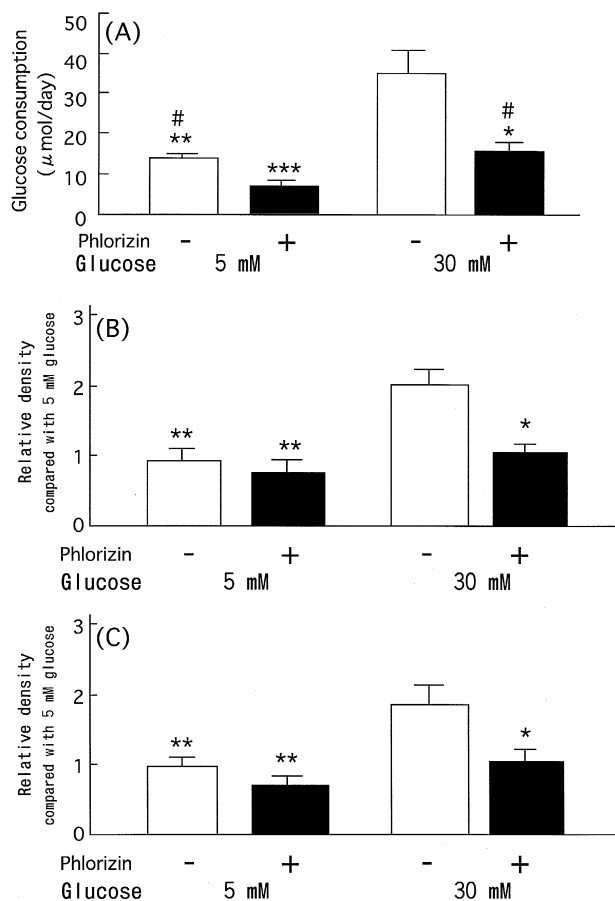 (A)
Glucose consumption
(μmol/day)
50
40
30
20
10
0
#
**
***
#
*
Phlorizin - + - +
Glucose 5 mM 30 mM
(B)
Relative density
compared with 5 mM glucose
3
2
1
0
**
**
*
Phlorizin - + - +
Glucose 5 mM 30 mM
(C)
Relative density
compared with 5 mM glucose
3
2
1
0
**
**
*
Phlorizin - + - +
Glucose 5 mM 30 mM